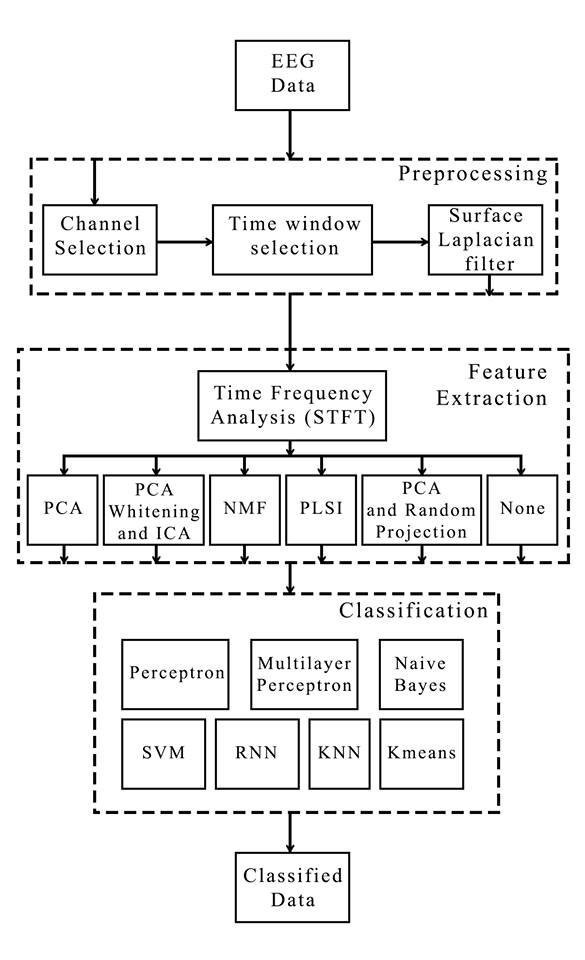 EEG
Data
Preprocessing
Channel
Selection
Time window
selection
Surface
Laplacian
filter
Feature
Extraction
Time Frequency
Analysis (STFT)
PCA
PCA
Whitening
and ICA
NMF
PLSI
PCA
and Random
Projection
None
Classification
Perceptron
Multilayer
Perceptron
Naive
Bayes
SVM
RNN
KNN
Kmeans
Classified
Data